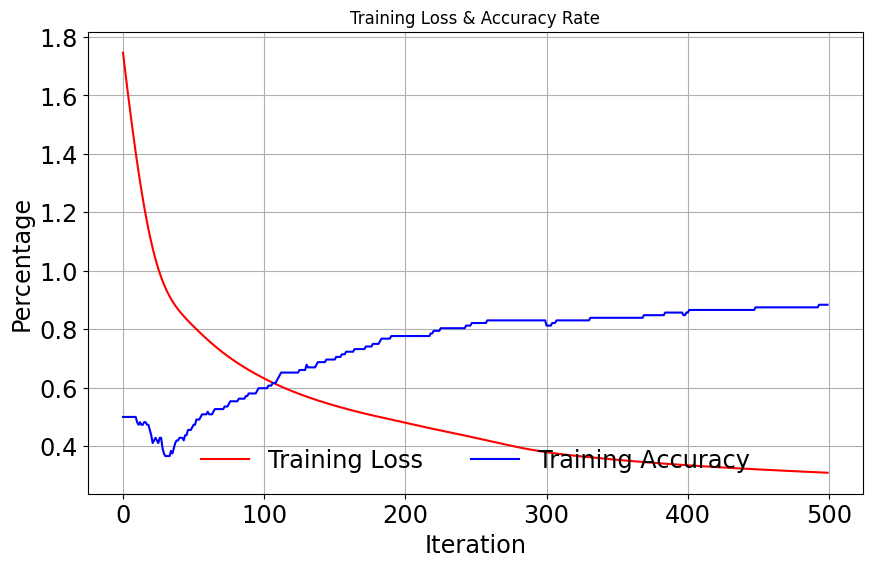 Training Loss & Accuracy Rate
1.8
1.6
1.4
1.2
1.0
0.8
0.6
0.4
Percentage
Training Loss
Training Accuracy
0 100 200 300 400 500
Iteration